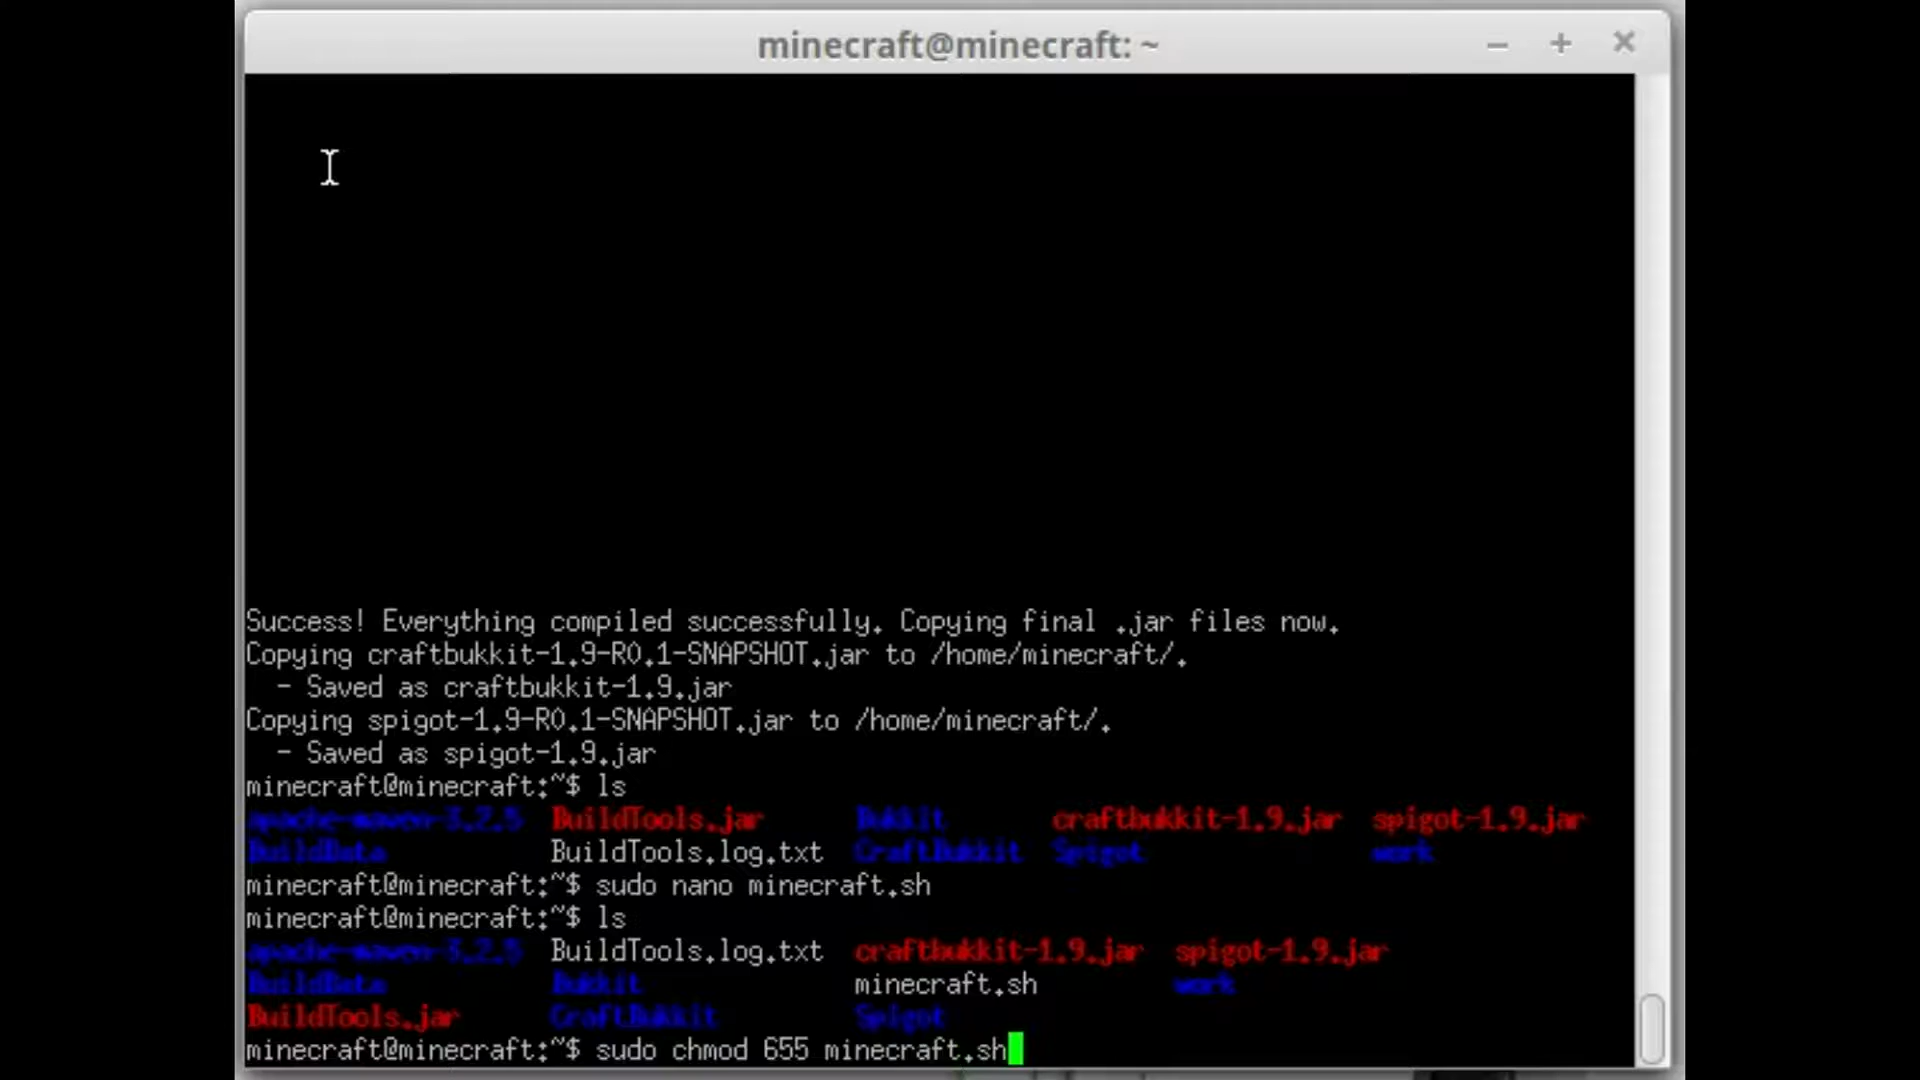 minecraft@minecraft: ~
Success! Everything compiled successfully. Copying final .jar files now.
Copying craftbukkit-1.9-R0.1-SNAPSHOT.jar to /home/minecraft/.
- Saved as craftbukkit-1.9.jar
Copying spigot-1.9-R0.1-SNAPSHOT.jar to /home/minecraft/.
- Saved as spigot-1.9.jar
minecraft@minecraft:~$ ls
apache-maven-3.2.5 BuildTools.jar Bukkit craftbukkit-1.9.jar spigot-1.9.jar
BuildData BuildTools.log.txt CraftBukkit Spigot work
minecraft@minecraft:~$ sudo nano minecraft.sh
minecraft@minecraft:~$ ls
apache-maven-3.2.5 BuildTools.log.txt craftbukkit-1.9.jar spigot-1.9.jar
BuildData Bukkit minecraft.sh work
BuildTools.jar CraftBukkit Spigot
minecraft@minecraft:~$ sudo chmod 655 minecraft.sh